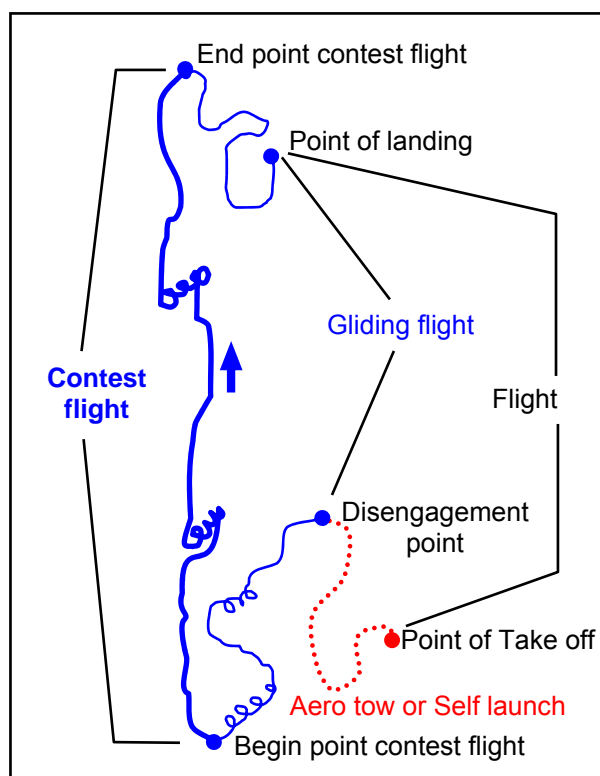 End point contest flight
Point of landing
Gliding flight
Contest
flight
Flight
Disengagement
point
Point of Take off
Aero tow or Self launch
Begin point contest flight